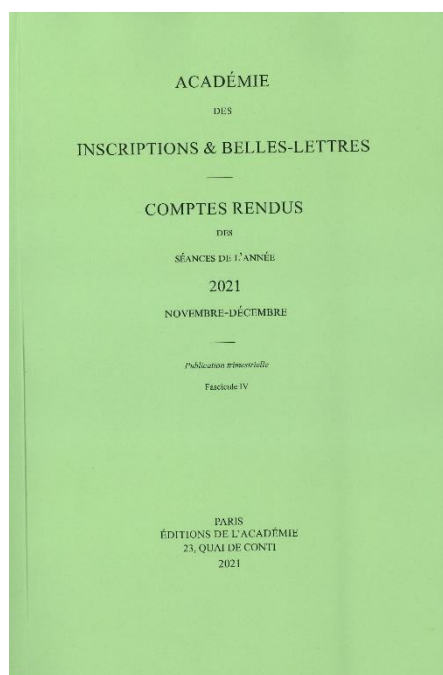 ACADÉMIE
DES
INSCRIPTIONS & BELLES-LETTRES
COMPTES RENDUS
DES
SÉANCES DE L'ANNÉE
2021
NOVEMBRE-DÉCEMBRE
Publication trimestrielle
Fascicule IV
PARIS
ÉDITIONS DE L'ACADÉMIE
23, QUAI DE CONTI
2021